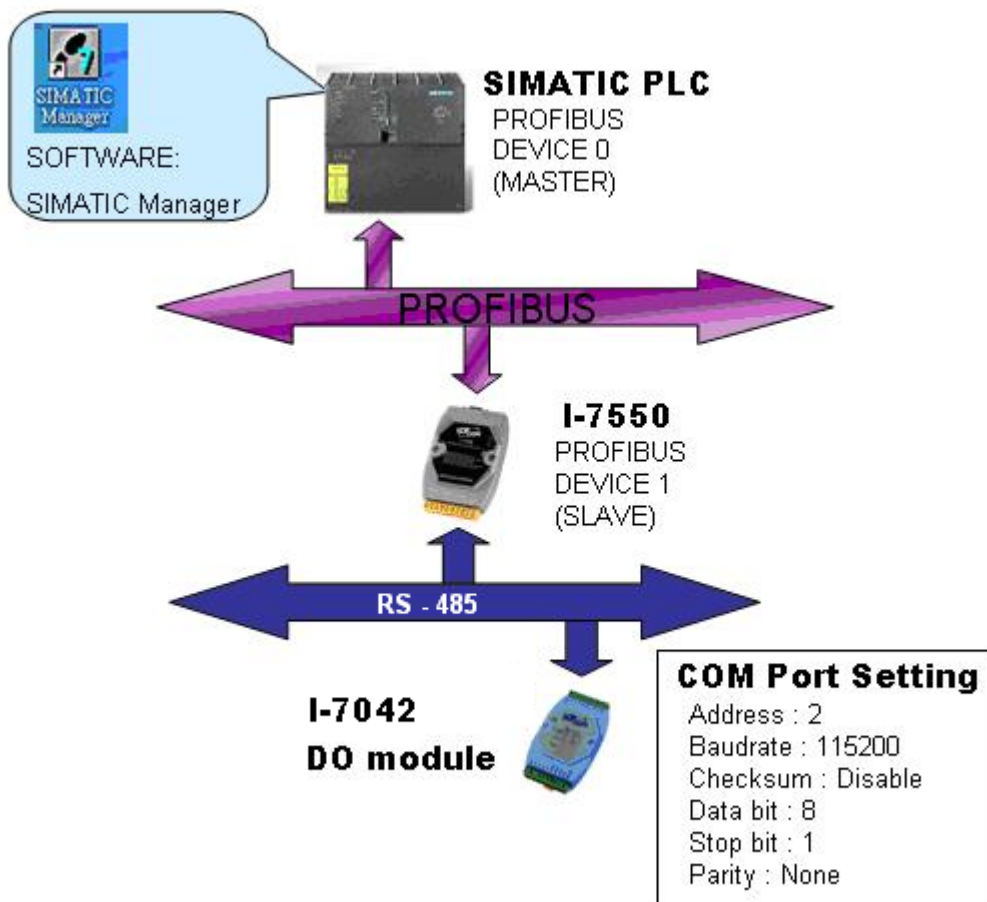 SIMATIC
Manager
SOFTWARE:
SIMATIC Manager
SIMATIC PLC
PROFIBUS
DEVICE 0
(MASTER)
PROFIBUS
I-7550
PROFIBUS
DEVICE 1
(SLAVE)
RS - 485
I-7042
DO module
COM Port Setting
Address : 2
Baudrate : 115200
Checksum : Disable
Data bit : 8
Stop bit : 1
Parity : None